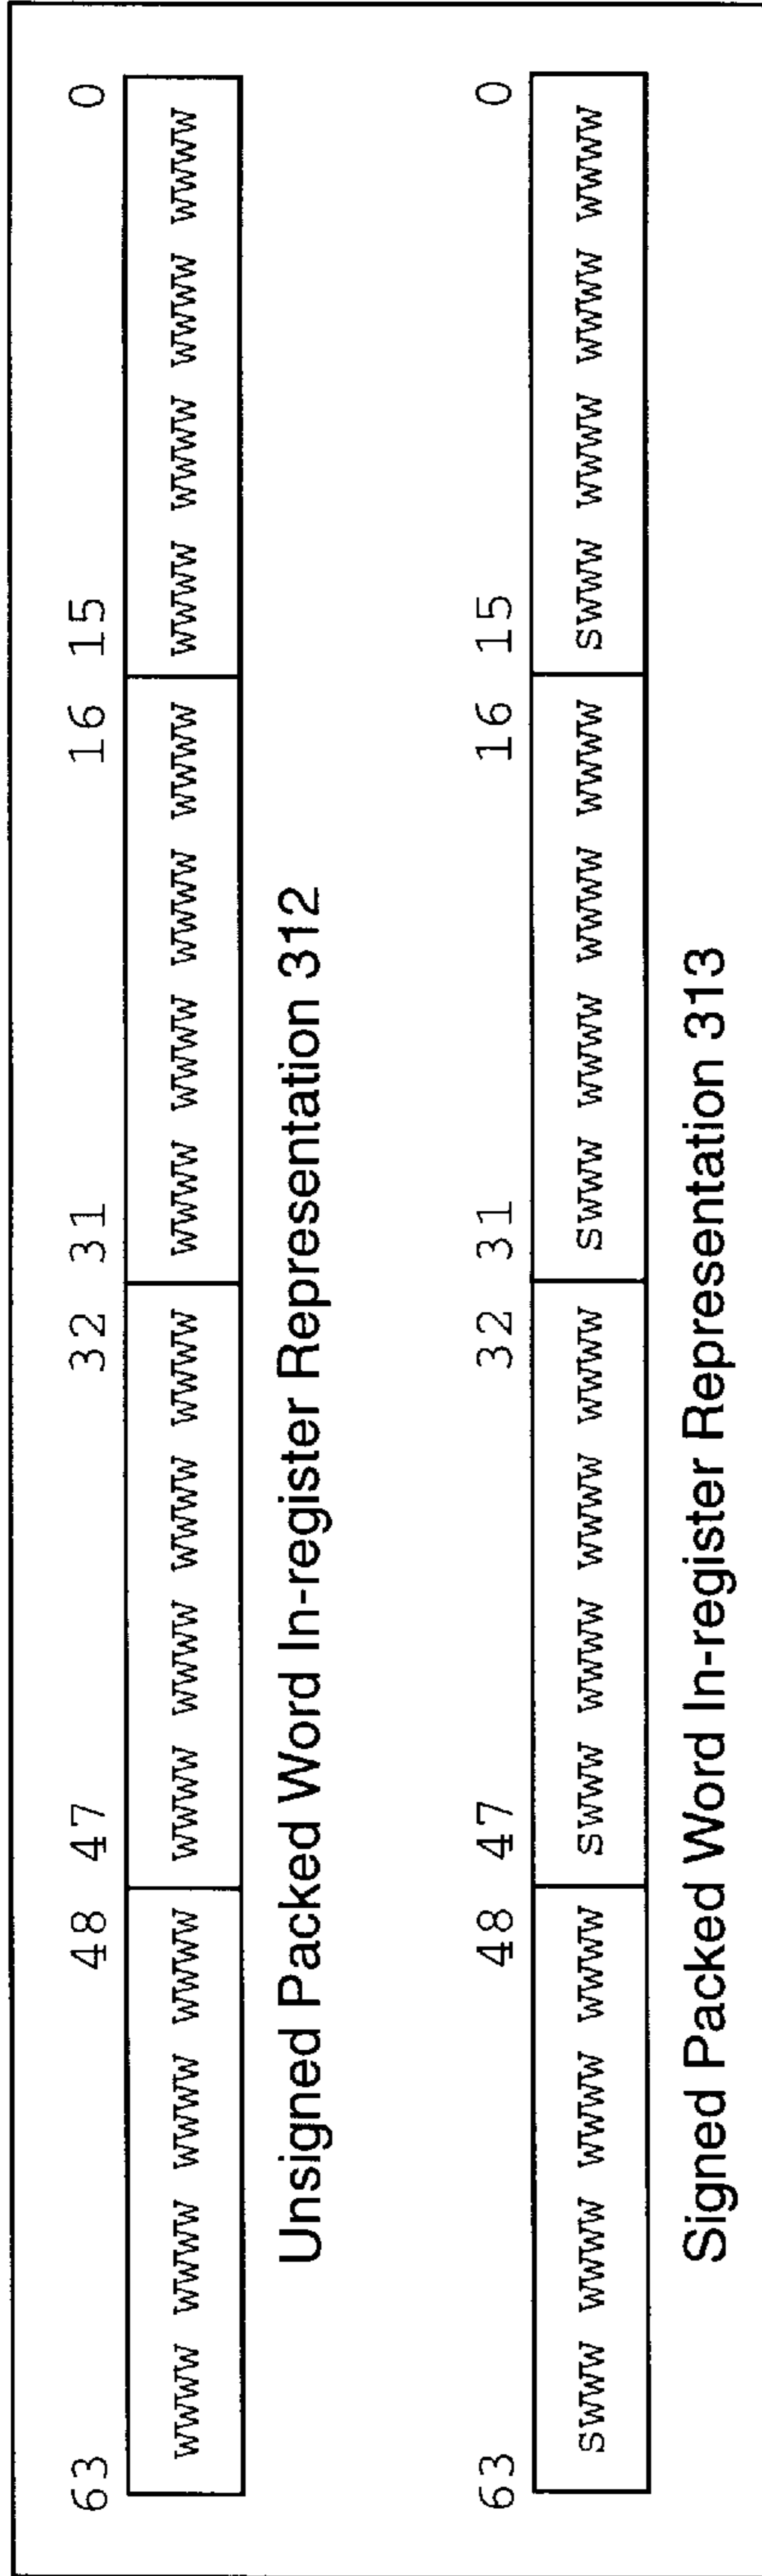 63 48 47 32 31 16 15 0
wwww wwww wwww wwww wwww wwww wwww wwww wwww wwww wwww wwww wwww wwww wwww wwww
Unsigned Packed Word In-register Representation 312
63 48 47 32 31 16 15 0
swww wwww wwww wwww swww wwww wwww wwww swww wwww wwww wwww swww wwww wwww wwww
Signed Packed Word In-register Representation 313